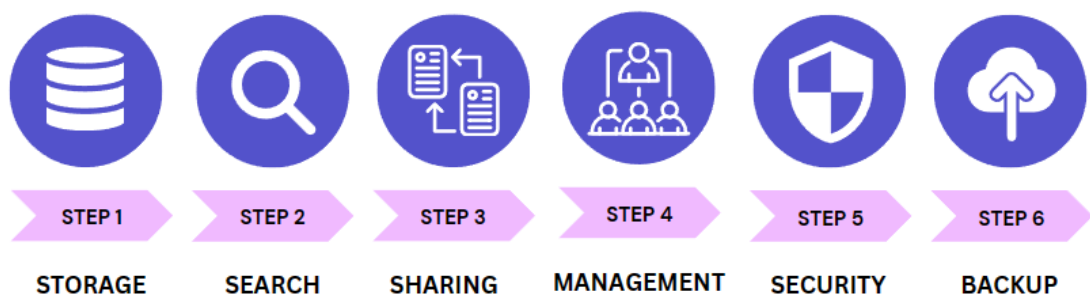 STEP 1
STEP 2
STEP 3
STEP 4
STEP 5
STEP 6
STORAGE
SEARCH
SHARING
MANAGEMENT
SECURITY
BACKUP